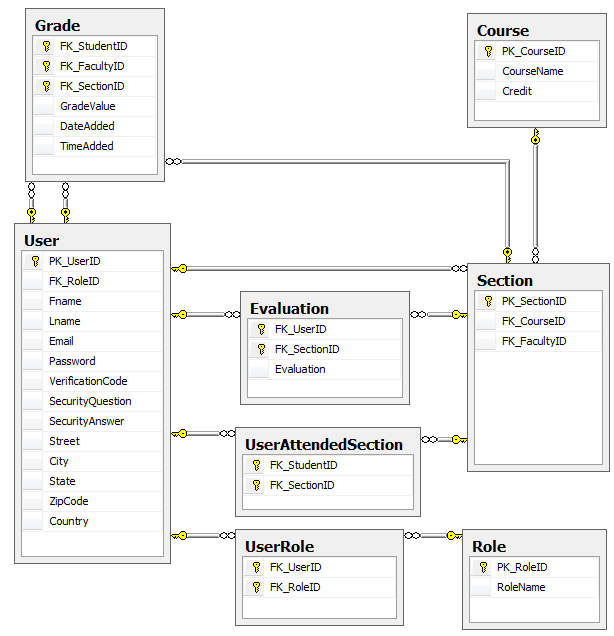 Grade
FK_StudentID
FK_FacultyID
FK_SectionID
GradeValue
DateAdded
TimeAdded
Course
PK_CourseID
CourseName
Credit
User
PK_UserID
FK_RoleID
Fname
Lname
Email
Password
VerificationCode
SecurityQuestion
SecurityAnswer
Street
City
State
ZipCode
Country
Evaluation
FK_UserID
FK_SectionID
Evaluation
Section
PK_SectionID
FK_CourseID
FK_FacultyID
UserAttendedSection
FK_StudentID
FK_SectionID
UserRole
FK_UserID
FK_RoleID
Role
PK_RoleID
RoleName